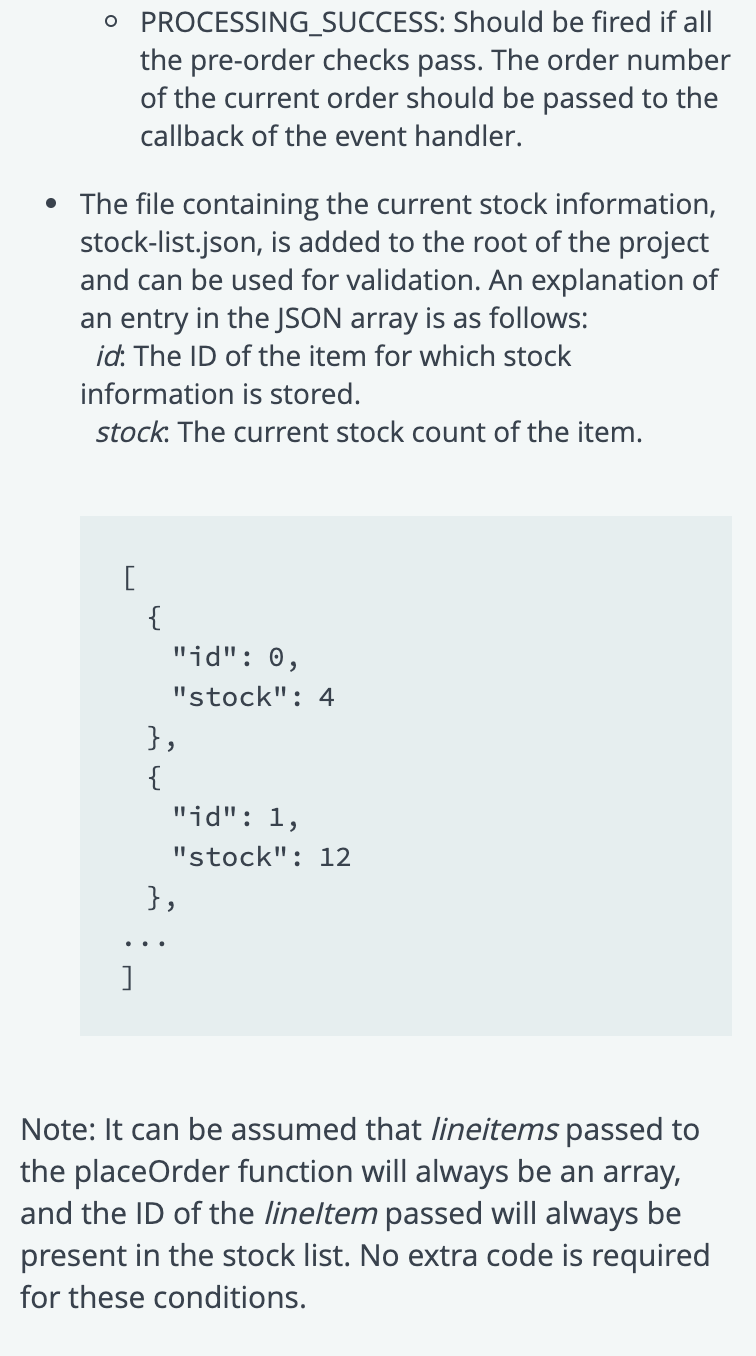 PROCESSING_SUCCESS: Should be fired if all
the pre-order checks pass. The order number
of the current order should be passed to the
callback of the event handler.
The file containing the current stock information,
stock-list.json, is added to the root of the project
and can be used for validation. An explanation of
an entry in the JSON array is as follows:
id: The ID of the item for which stock
information is stored.
stock: The current stock count of the item.
[
{
"id": 0,
"stock": 4
},
{
"id": 1,
"stock": 12
},
...
]
Note: It can be assumed that lineitems passed to
the placeOrder function will always be an array,
and the ID of the lineItem passed will always be
present in the stock list. No extra code is required
for these conditions.